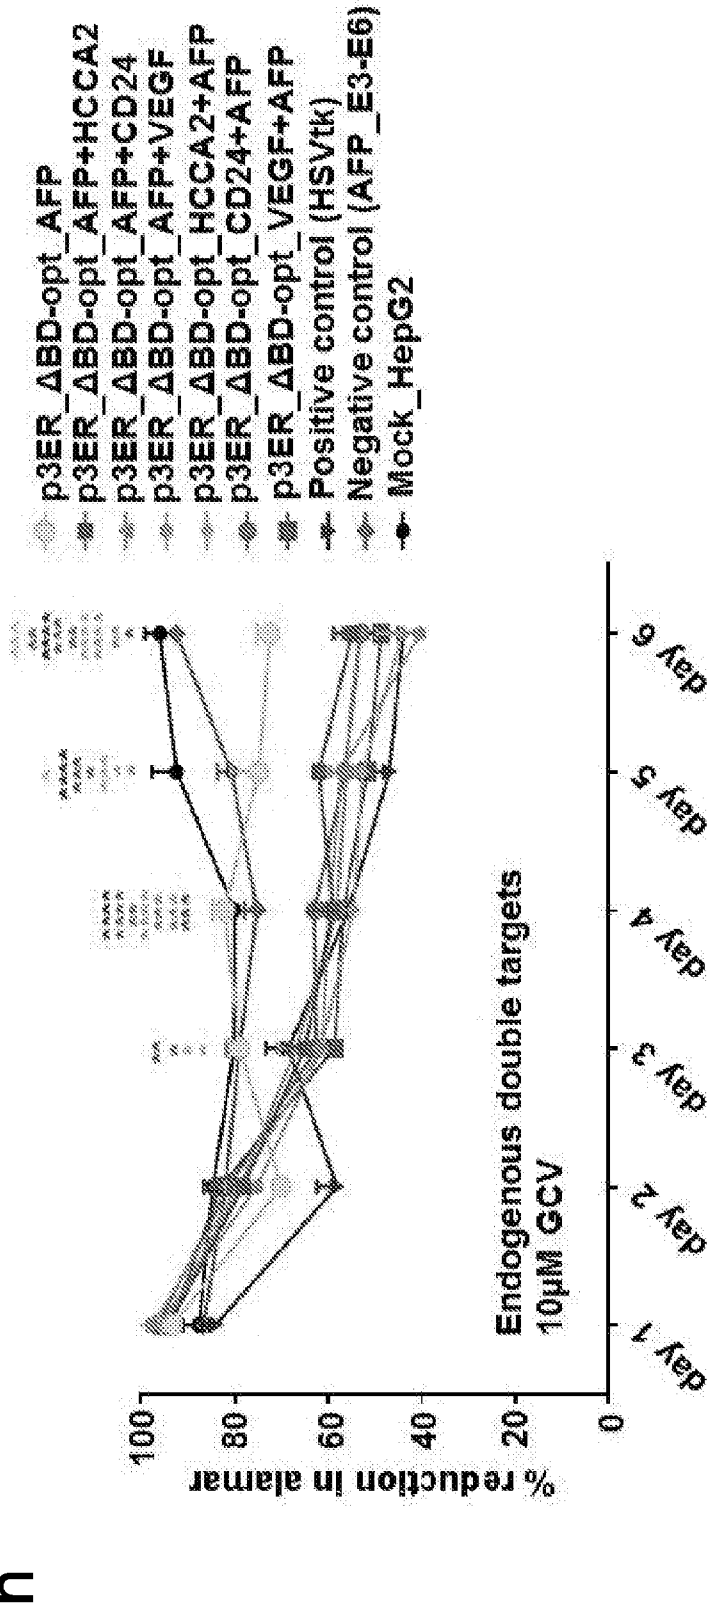 h
% reduction in alamar
100
80
60
40
20
0
Endogenous double targets
10μM GCV
day 1
day 2
day 3
day 4
day 5
day 6
p3ER_ΔBD-opt_AFP
p3ER_ΔBD-opt_AFP+HCCA2
p3ER_ΔBD-opt_AFP+CD24
p3ER_ΔBD-opt_AFP+VEGF
p3ER_ΔBD-opt_HCCA2+AFP
p3ER_ΔBD-opt_CD24+AFP
p3ER_ΔBD-opt_VEGF+AFP
Positive control (HSVtk)
Negative control (AFP_E3-E6)
Mock_HepG2